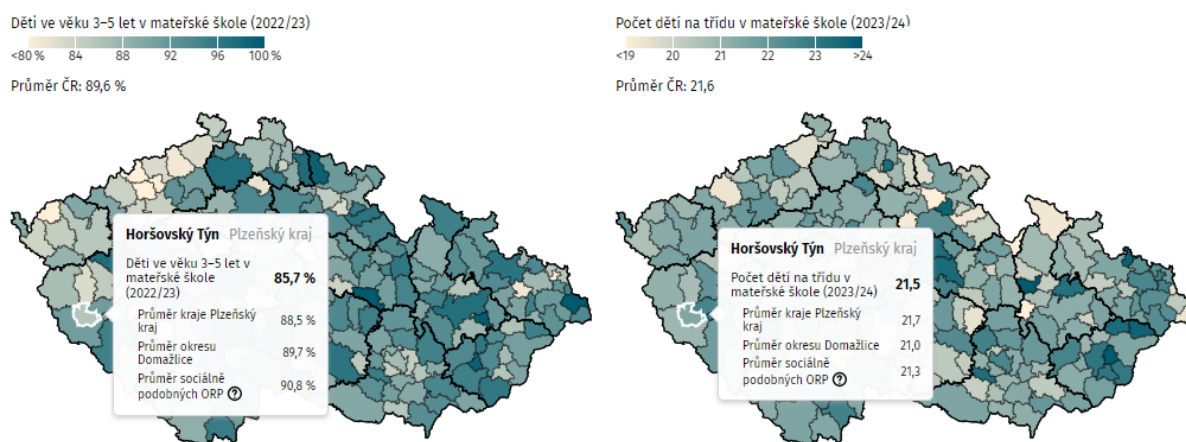 Děti ve věku 3–5 let v mateřské škole (2022/23)
<80 % 84 88 92 96 100 %
Průměr ČR: 89,6 %
Horšovský Týn Plzeňský kraj
Děti ve věku 3–5 let v
mateřské škole
(2022/23)
85,7 %
Průměr kraje Plzeňský
kraj
88,5 %
Průměr okresu
Domažlice
89,7 %
Průměr sociálně
podobných ORP ?
90,8 %
Počet dětí na třídu v mateřské škole (2023/24)
<19 20 21 22 23 >24
Průměr ČR: 21,6
Horšovský Týn Plzeňský kraj
Počet dětí na třídu v
mateřské škole (2023/24)
21,5
Průměr kraje Plzeňský
kraj
21,7
Průměr okresu Domažlice 21,0
Průměr sociálně
podobných ORP ?
21,3